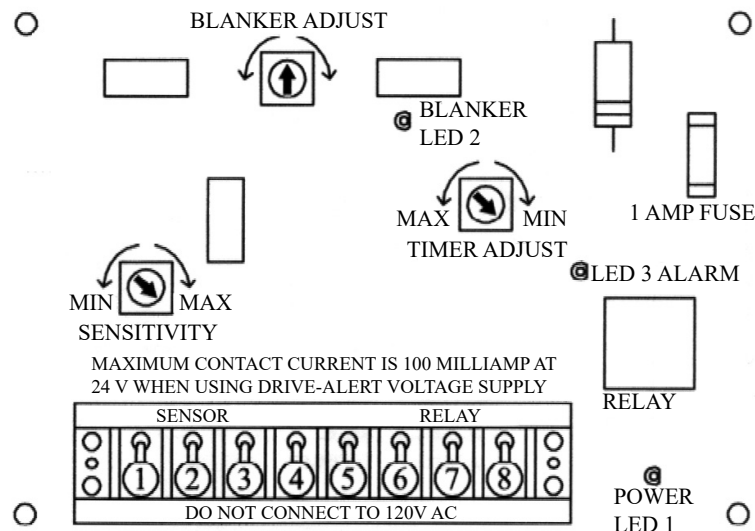 BLANKER ADJUST
BLANKER
LED 2
1 AMP FUSE
MAX MIN
TIMER ADJUST
LED 3 ALARM
MIN MAX
SENSITIVITY
MAXIMUM CONTACT CURRENT IS 100 MILLIAMP AT
24 V WHEN USING DRIVE-ALERT VOLTAGE SUPPLY
RELAY
SENSOR RELAY
1 2 3 4 5 6 7 8
DO NOT CONNECT TO 120V AC
POWER
LED 1